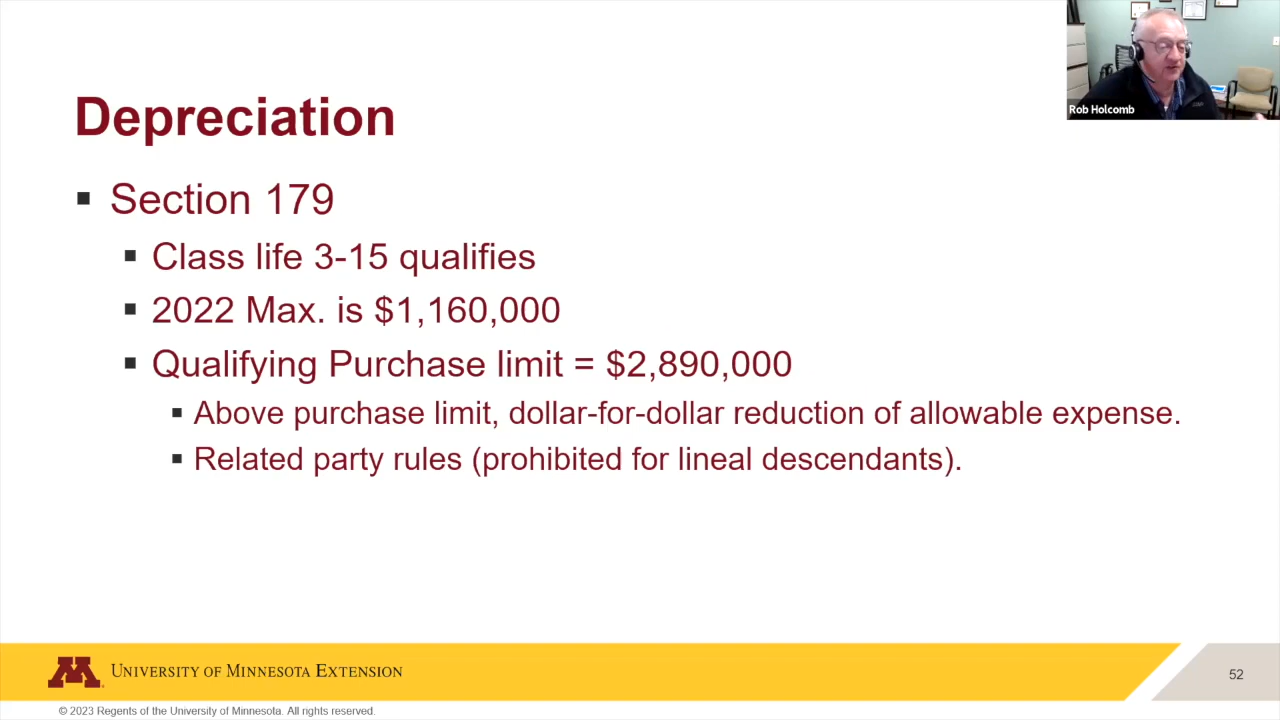 Rob Holcomb
Depreciation
▪ Section 179
▪ Class life 3-15 qualifies
▪ 2022 Max. is $1,160,000
▪ Qualifying Purchase limit = $2,890,000
▪ Above purchase limit, dollar-for-dollar reduction of allowable expense.
▪ Related party rules (prohibited for lineal descendants).
M UNIVERSITY OF MINNESOTA EXTENSION
52
© 2023 Regents of the University of Minnesota. All rights reserved.